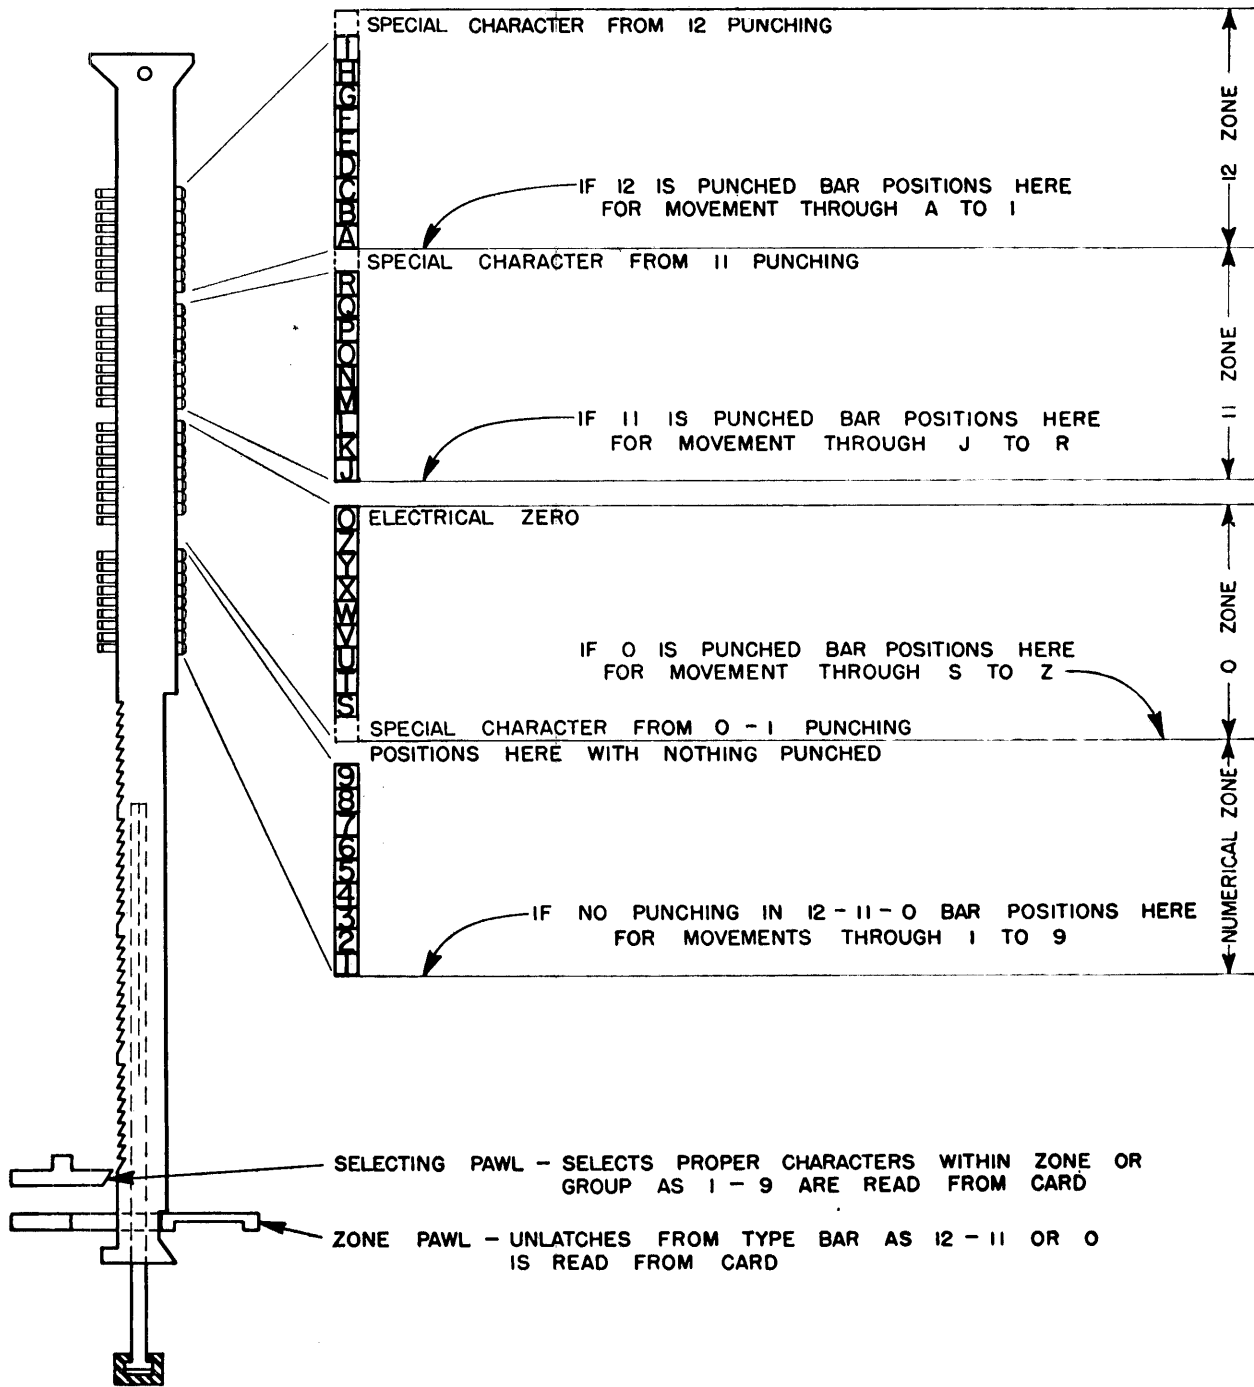 SPECIAL CHARACTER FROM 12 PUNCHING
I
H
G
F
E
D
C
B
A
IF 12 IS PUNCHED BAR POSITIONS HERE
FOR MOVEMENT THROUGH A TO I
12 ZONE
SPECIAL CHARACTER FROM 11 PUNCHING
R
Q
P
O
N
M
L
K
J
IF 11 IS PUNCHED BAR POSITIONS HERE
FOR MOVEMENT THROUGH J TO R
11 ZONE
0 ELECTRICAL ZERO
Z
Y
X
W
V
U
T
S
IF 0 IS PUNCHED BAR POSITIONS HERE
FOR MOVEMENT THROUGH S TO Z
0 ZONE
SPECIAL CHARACTER FROM 0-1 PUNCHING
POSITIONS HERE WITH NOTHING PUNCHED
9
8
7
6
5
4
3
2
1
IF NO PUNCHING IN 12-11-0 BAR POSITIONS HERE
FOR MOVEMENTS THROUGH 1 TO 9
NUMERICAL ZONE
SELECTING PAWL - SELECTS PROPER CHARACTERS WITHIN ZONE OR
GROUP AS 1-9 ARE READ FROM CARD
ZONE PAWL - UNLATCHES FROM TYPE BAR AS 12-11 OR 0
IS READ FROM CARD